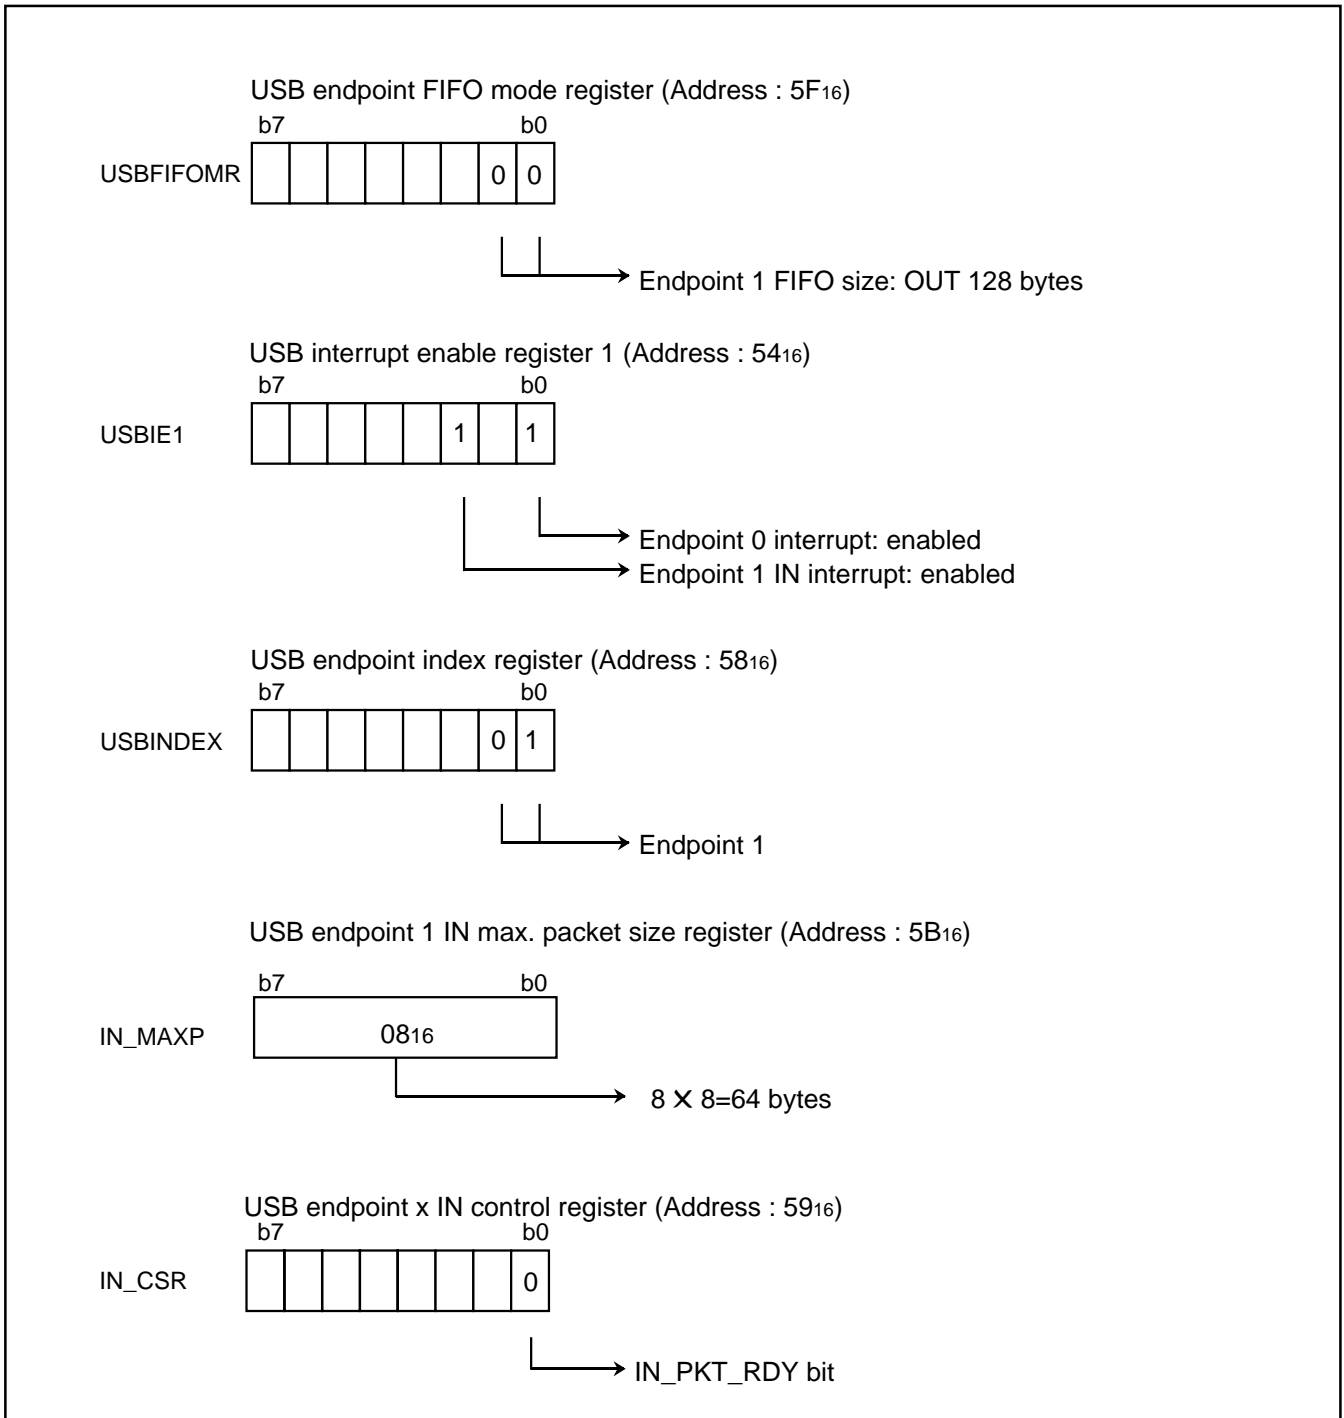 USB endpoint FIFO mode register (Address : 5F16)
b7 b0
USBFIFOMR 0 0
Endpoint 1 FIFO size: OUT 128 bytes
USB interrupt enable register 1 (Address : 5416)
b7 b0
USBIE1 1 1
Endpoint 0 interrupt: enabled
Endpoint 1 IN interrupt: enabled
USB endpoint index register (Address : 5816)
b7 b0
USBINDEX 0 1
Endpoint 1
USB endpoint 1 IN max. packet size register (Address : 5B16)
b7 b0
IN_MAXP 0816
8 X 8=64 bytes
USB endpoint x IN control register (Address : 5916)
b7 b0
IN_CSR 0
IN_PKT_RDY bit